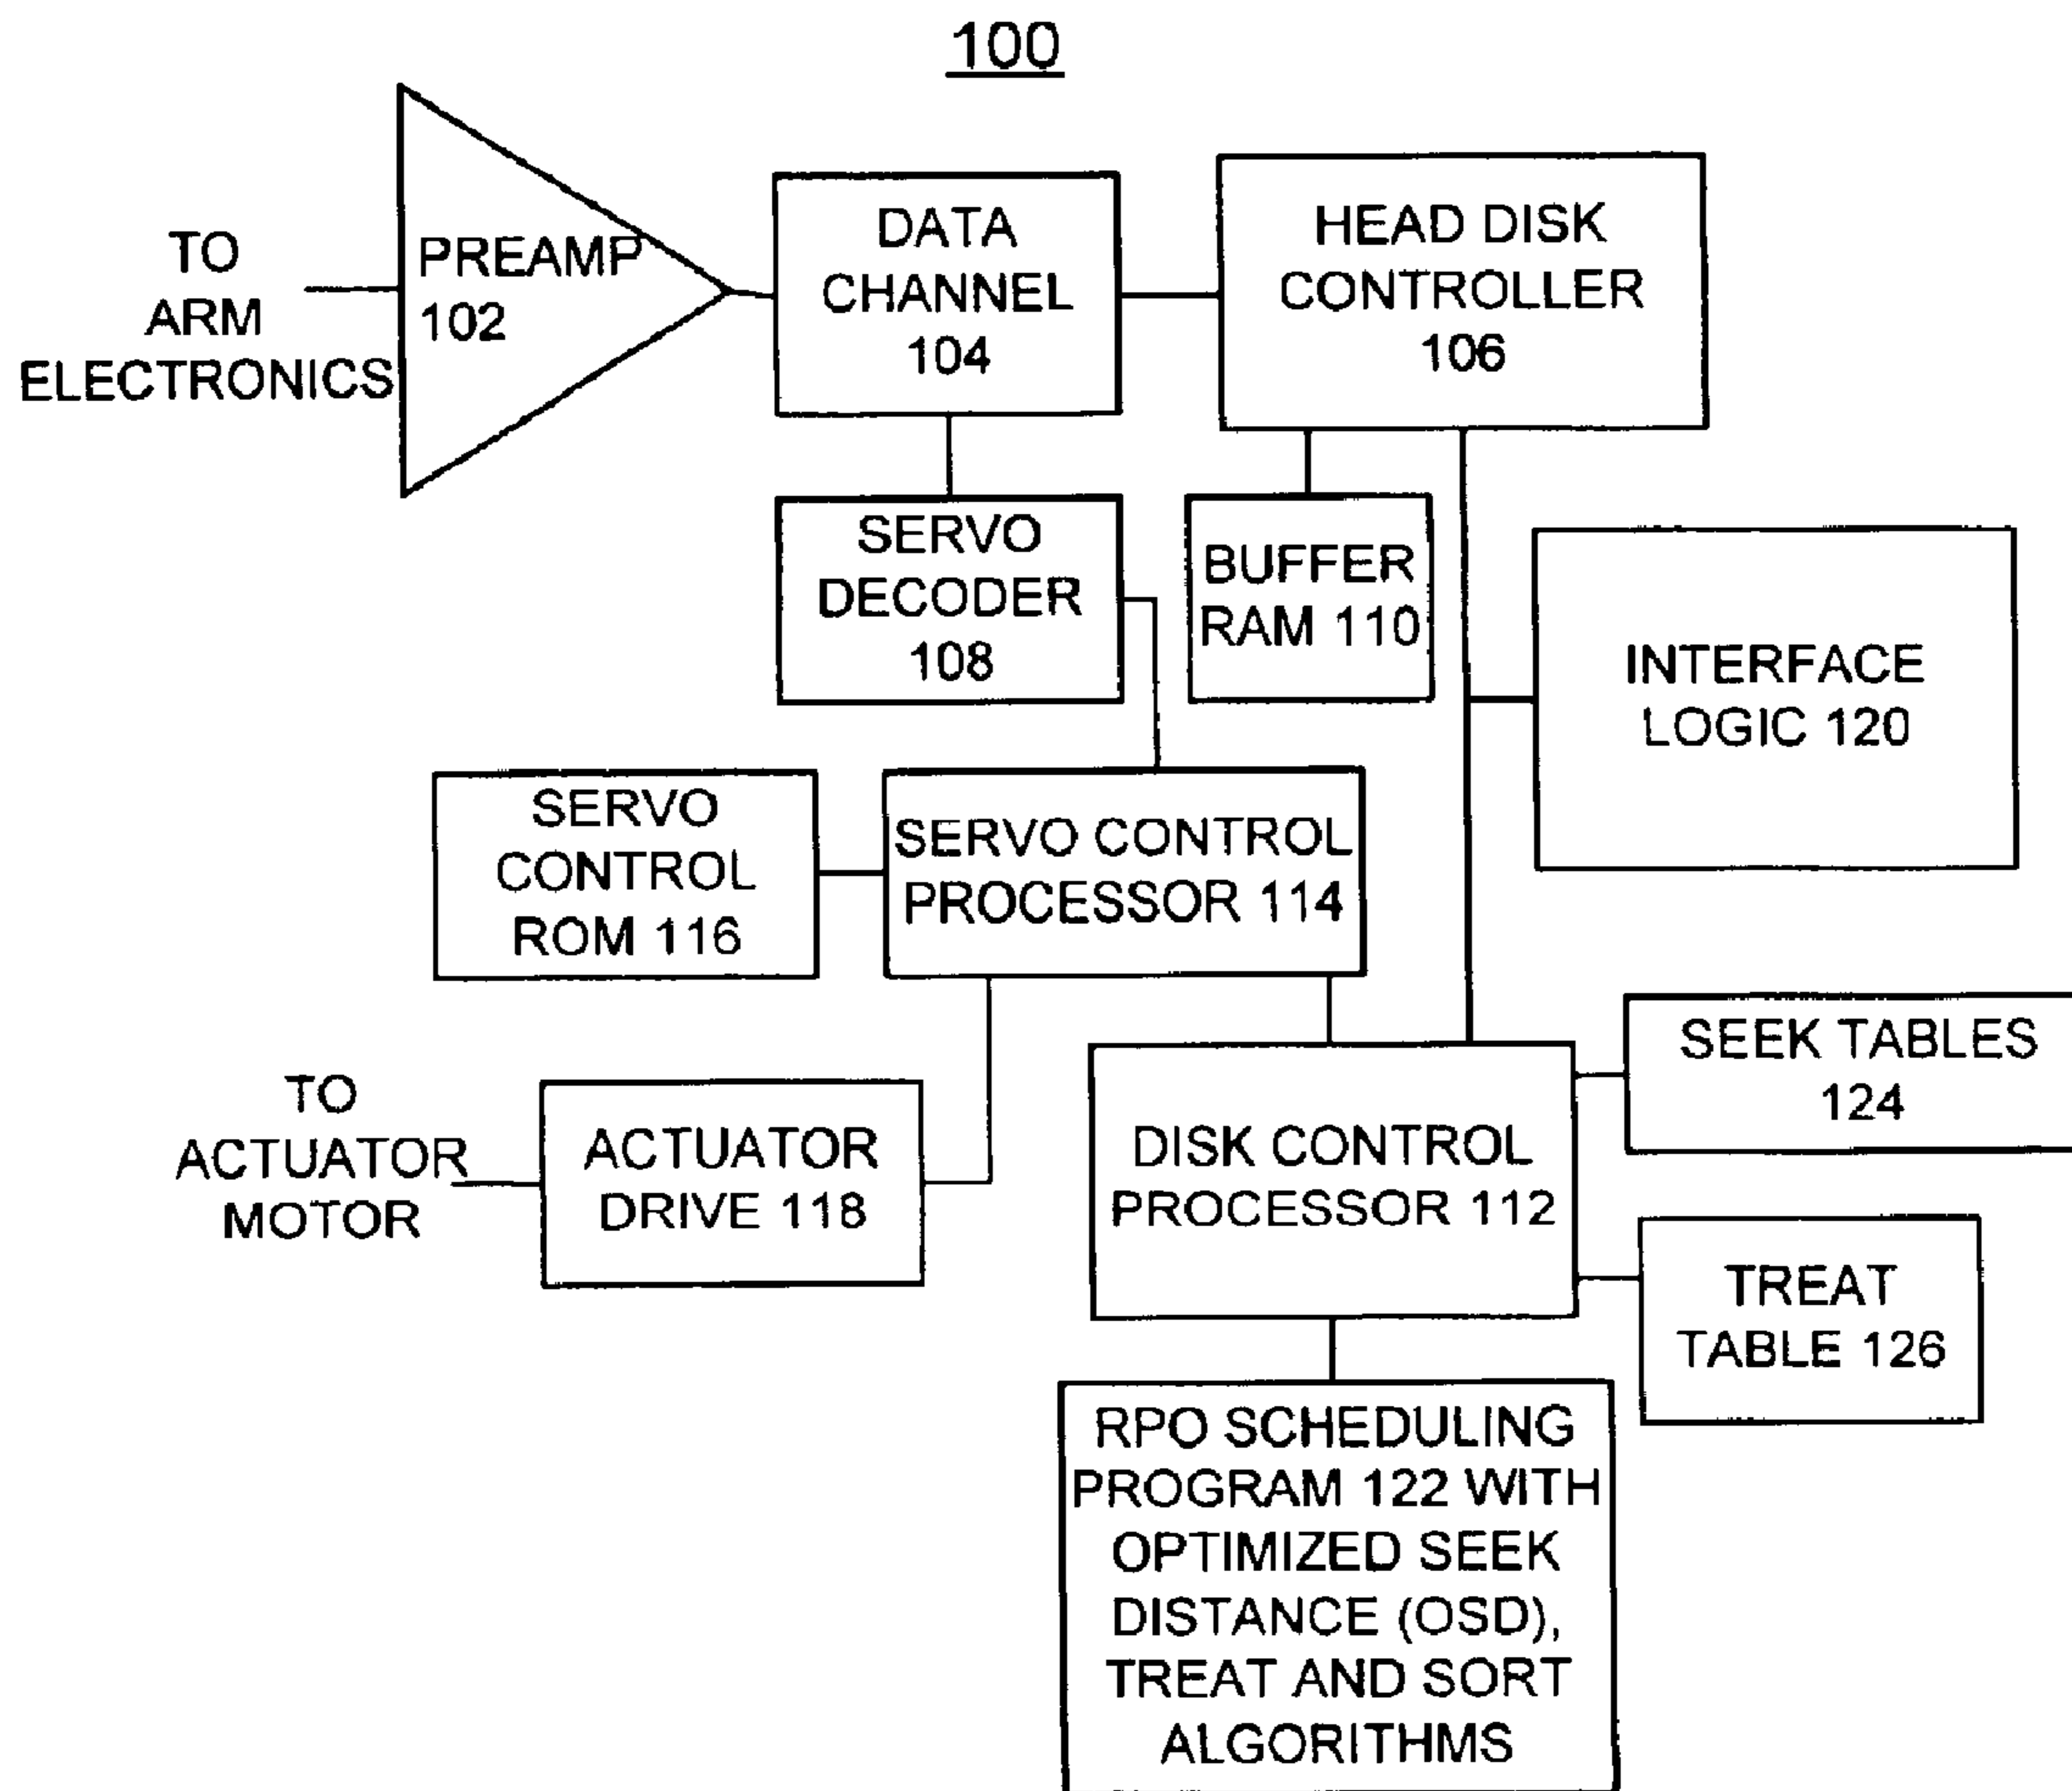 100
TO
ARM
ELECTRONICS
PREAMP
102
DATA
CHANNEL
104
HEAD DISK
CONTROLLER
106
SERVO
DECODER
108
BUFFER
RAM 110
INTERFACE
LOGIC 120
SERVO
CONTROL
ROM 116
SERVO CONTROL
PROCESSOR 114
SEEK TABLES
124
TO
ACTUATOR
MOTOR
ACTUATOR
DRIVE 118
DISK CONTROL
PROCESSOR 112
TREAT
TABLE 126
RPO SCHEDULING
PROGRAM 122 WITH
OPTIMIZED SEEK
DISTANCE (OSD),
TREAT AND SORT
ALGORITHMS